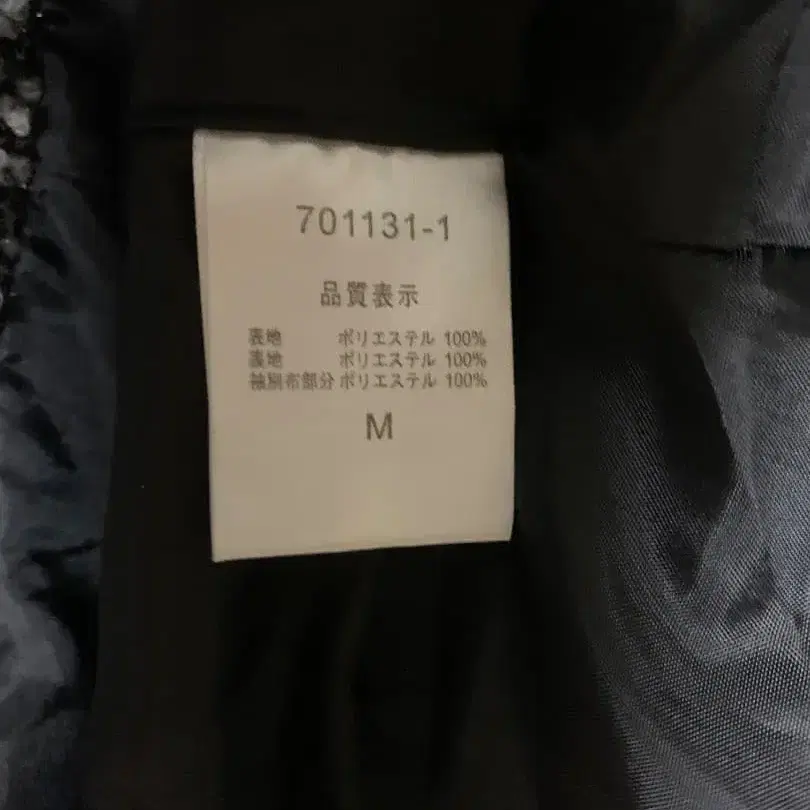 701131-1
品質表示
表地 ポリエステル 100%
裏地 ポリエステル 100%
袖別布部分 ポリエステル 100%
M